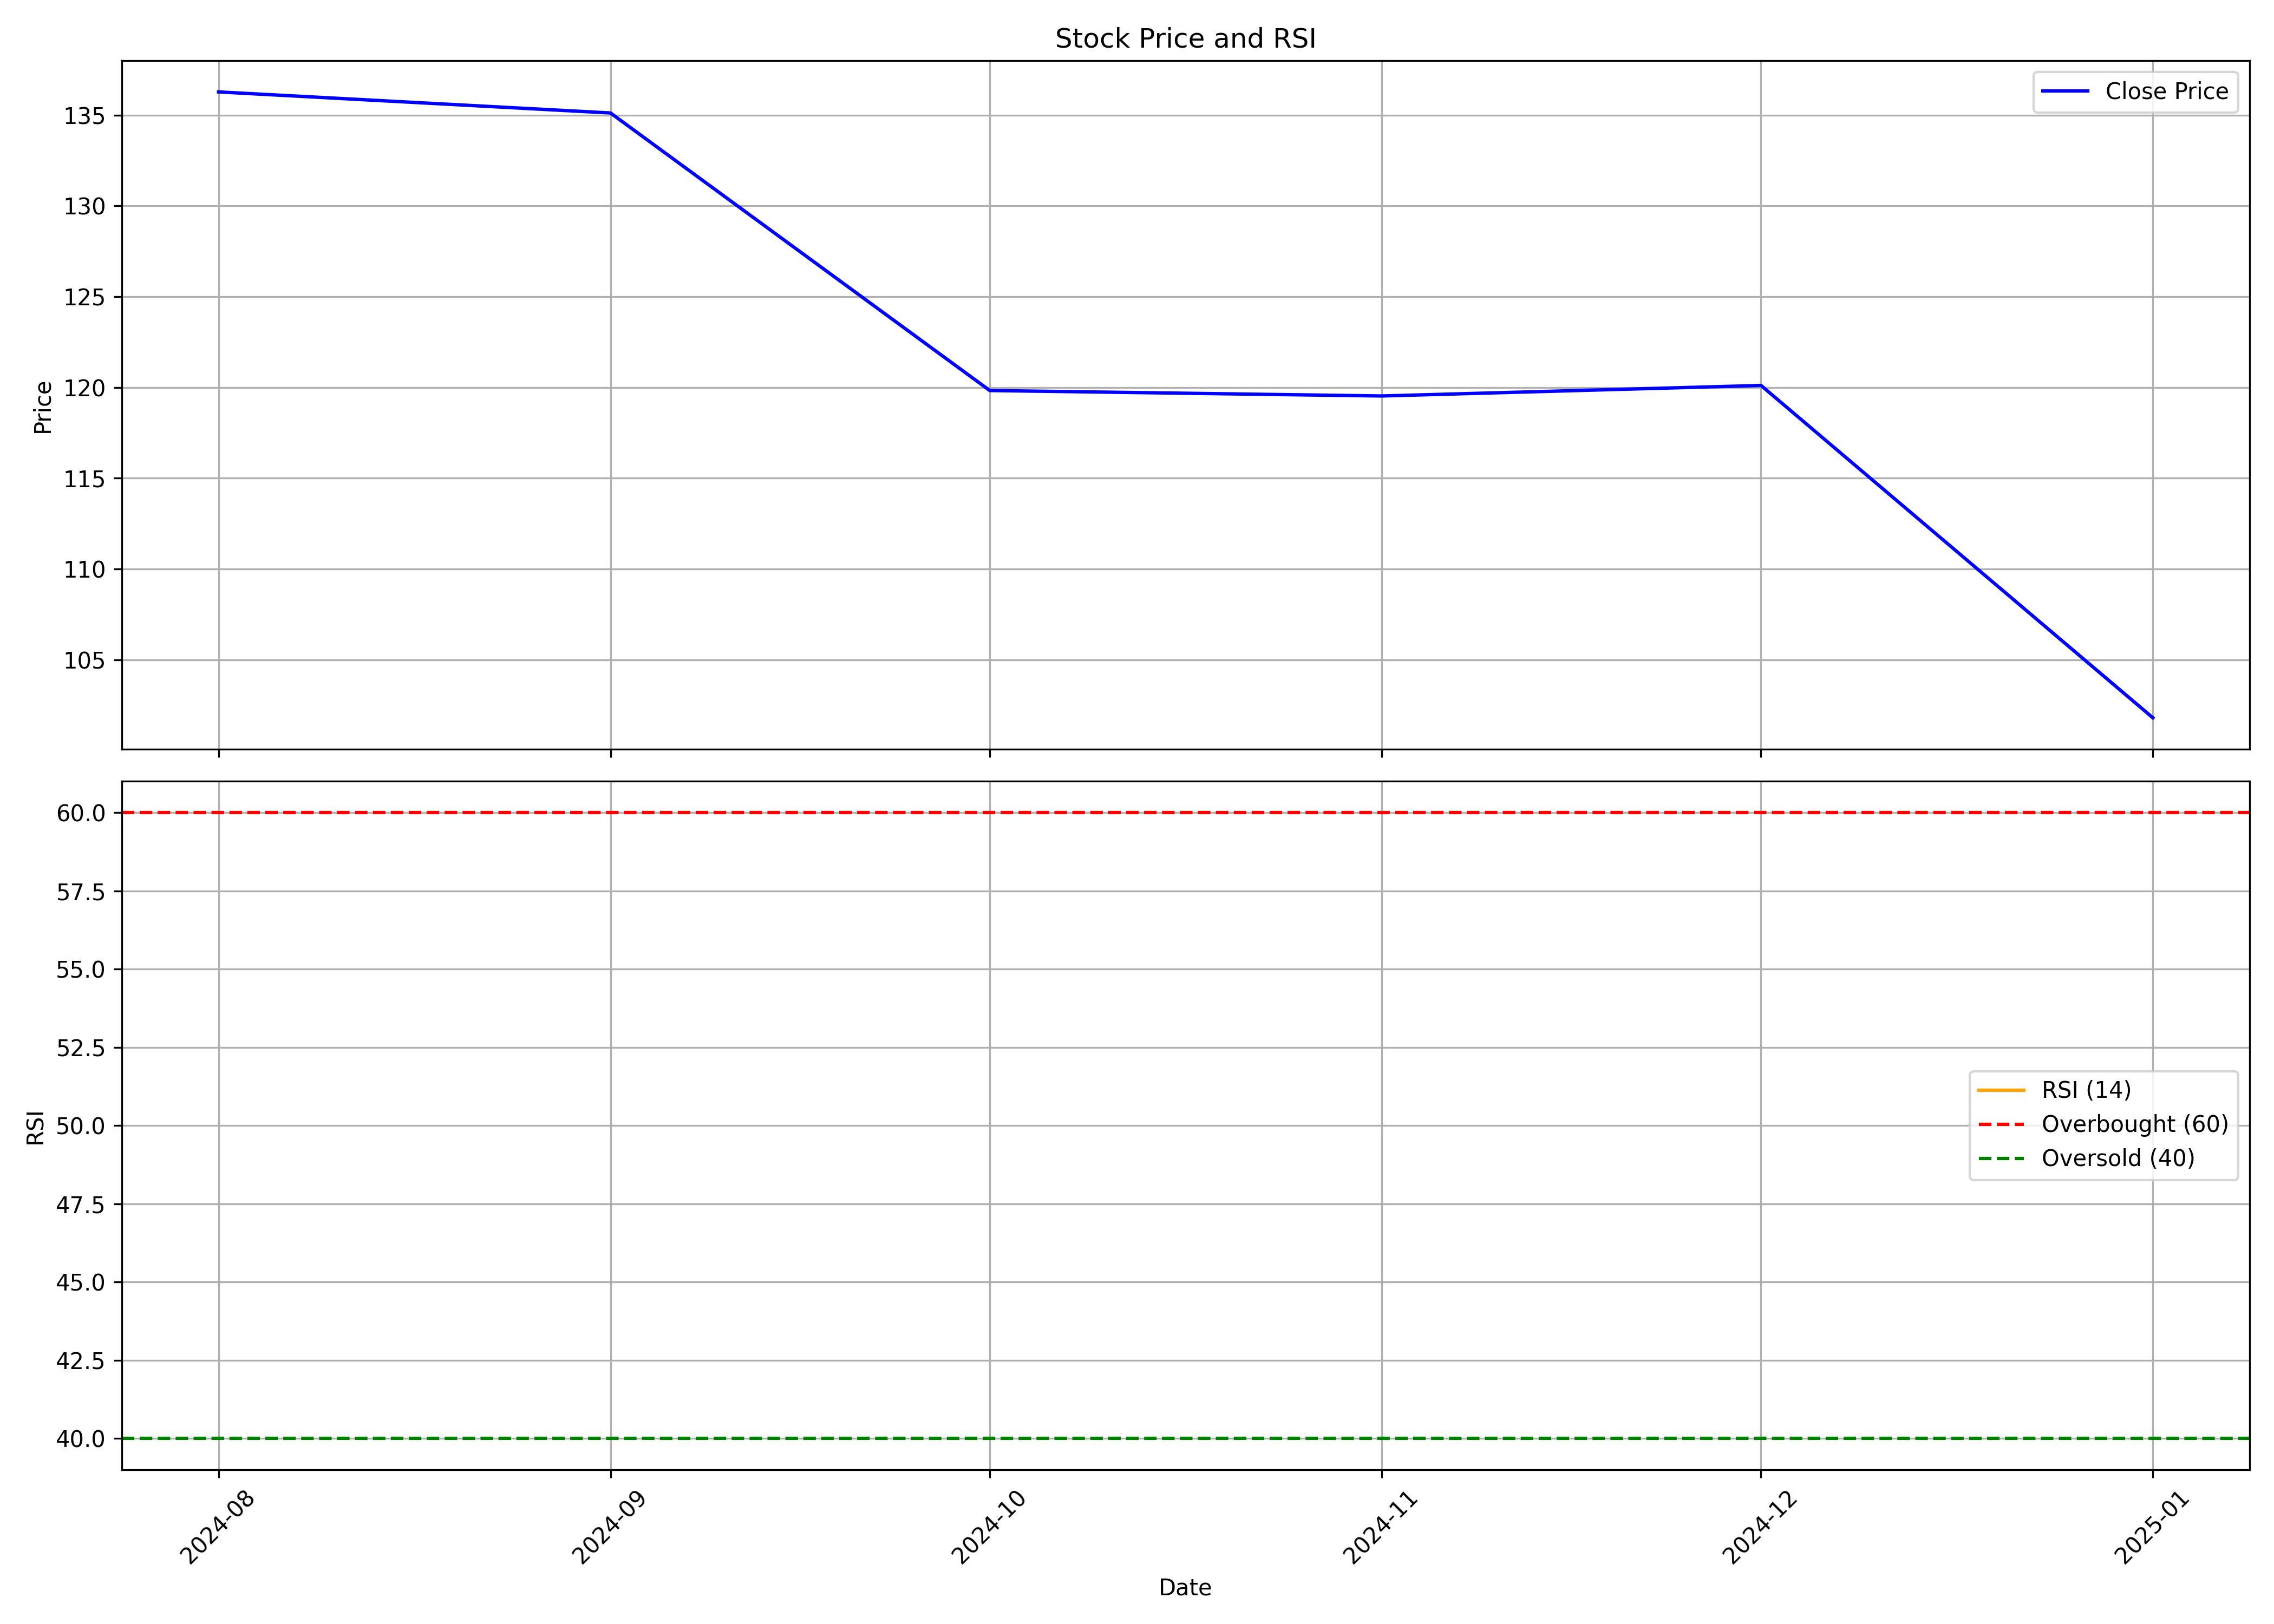 Stock Price and RSI
Close Price
135
130
125
120
115
110
105
Price
60.0
57.5
55.0
52.5
50.0
47.5
45.0
42.5
40.0
RSI
RSI (14)
Overbought (60)
Oversold (40)
2024-08
2024-09
2024-10
2024-11
2024-12
2025-01
Date